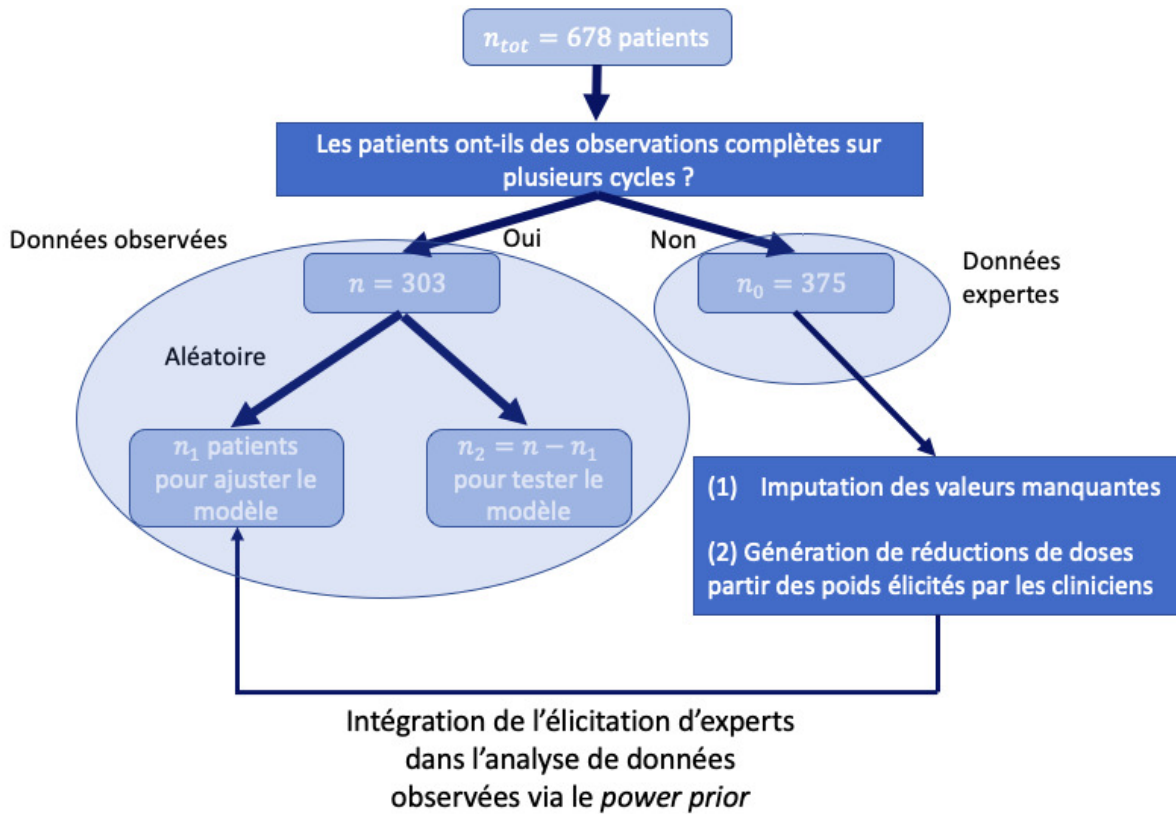 n_tot = 678 patients
Les patients ont-ils des observations complètes sur
plusieurs cycles ?
Données observées
Oui
Non
Données
expertes
n = 303
n_0 = 375
Aléatoire
n_1 patients
pour ajuster le
modèle
n_2 = n − n_1
pour tester le
modèle
(1) Imputation des valeurs manquantes
(2) Génération de réductions de doses
partir des poids élicités par les cliniciens
Intégration de l'élicitation d'experts
dans l'analyse de données
observées via le power prior